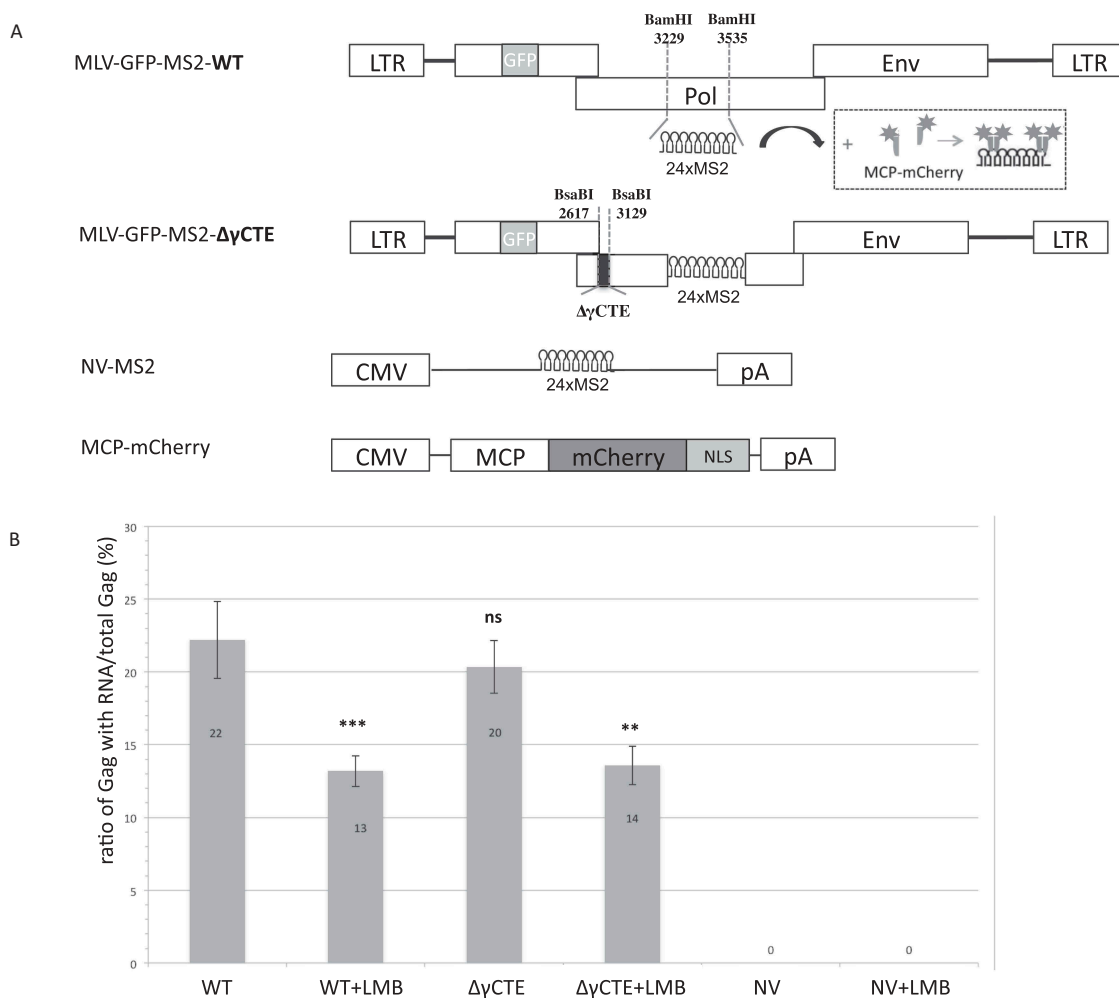 A
BamHI BamHI
3229 3535
MLV-GFP-MS2-WT
LTR GFP Env LTR
Pol
24xMS2
+ MCP-mCherry
BsaBI BsaBI
2617 3129
MLV-GFP-MS2-ΔγCTE
LTR GFP Env LTR
24xMS2
ΔγCTE
NV-MS2
CMV pA
24xMS2
MCP-mCherry
CMV MCP mCherry NLS pA
B
ratio of Gag with RNA/total Gag (%)
30
25
20
15
10
5
0
ns
*** **
22 20
13 14
0 0
WT WT+LMB ΔγCTE ΔγCTE+LMB NV NV+LMB